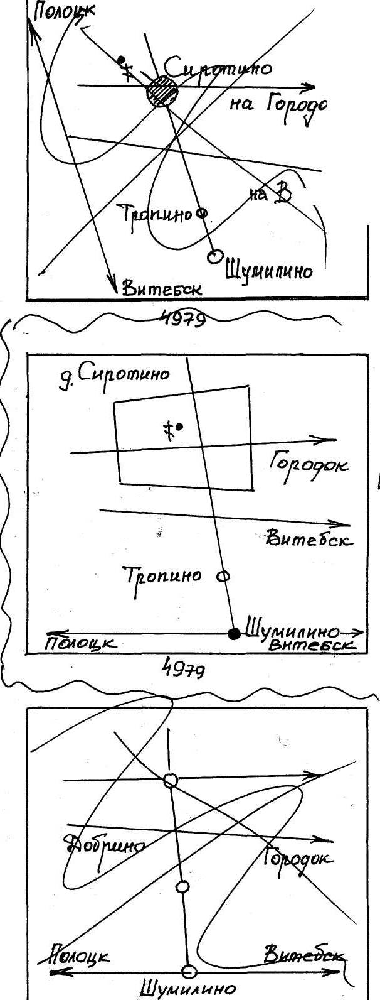 Полоцк
Сиротино
на Городо
на В
Тропино
Шумилино
Витебск
4979
д. Сиротино
Городок
Витебск
Тропино
Шумилино
Полоцк
Витебск
4979
Добрино
Городок
Полоцк
Витебск
Шумилино